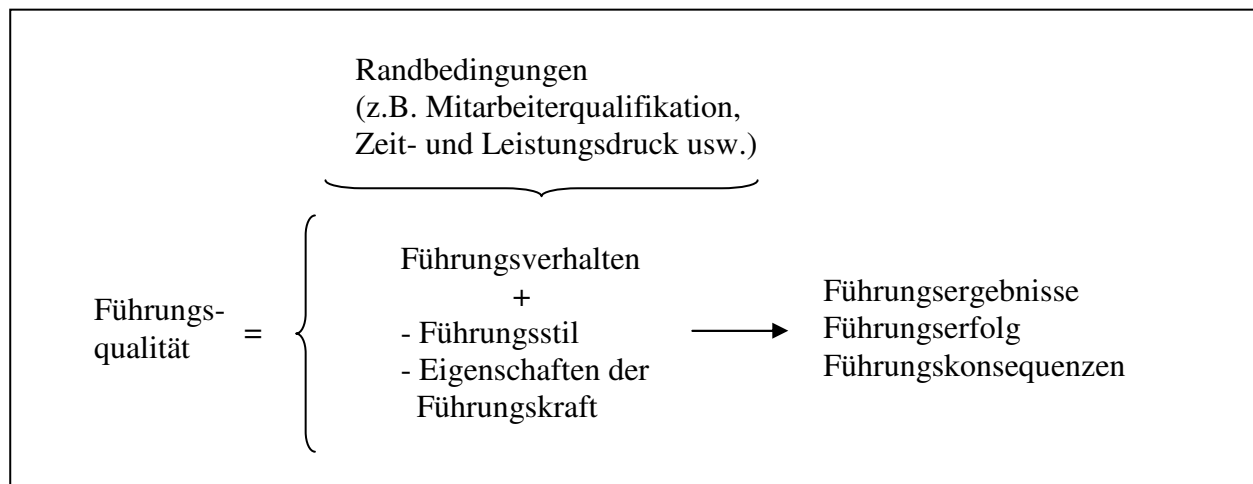 Randbedingungen
(z.B. Mitarbeiterqualifikation,
Zeit- und Leistungsdruck usw.)
Führungs-
qualität
=
Führungsverhalten
+
- Führungsstil
- Eigenschaften der
Führungskraft
Führungsergebnisse
Führungserfolg
Führungskonsequenzen